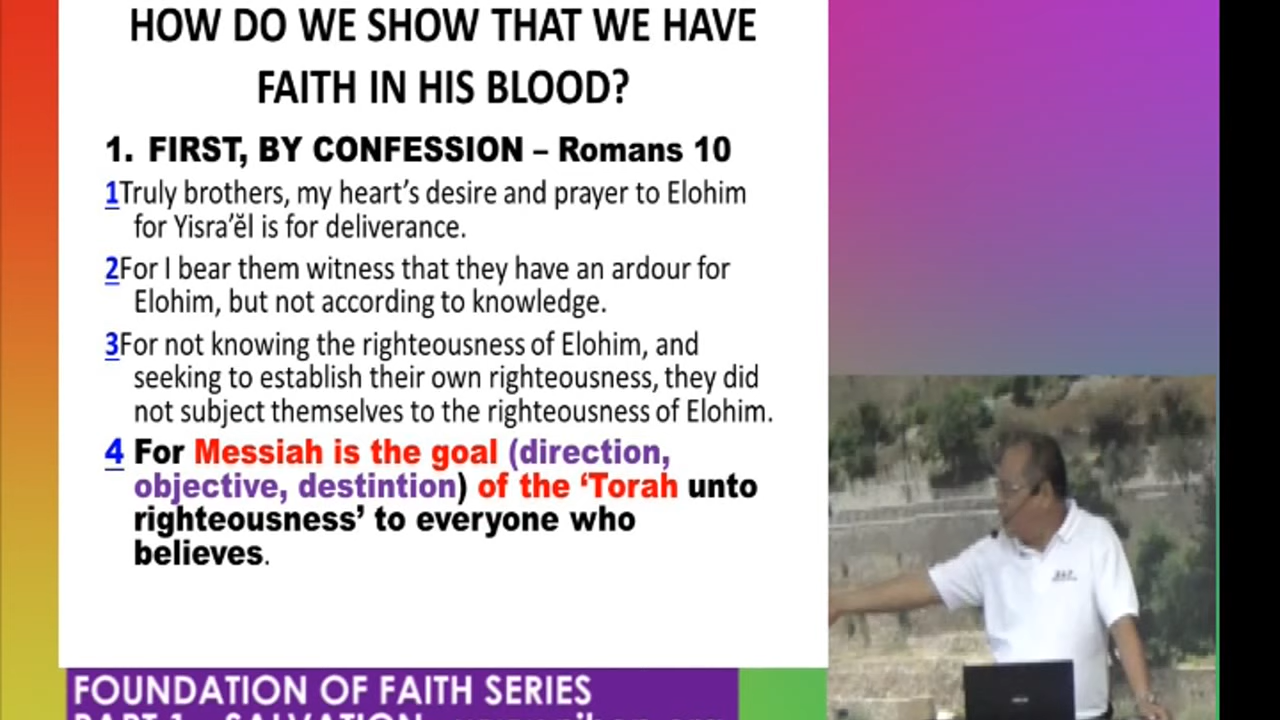 HOW DO WE SHOW THAT WE HAVE
FAITH IN HIS BLOOD?
1. FIRST, BY CONFESSION – Romans 10
1Truly brothers, my heart’s desire and prayer to Elohim
for Yisra’ĕl is for deliverance.
2For I bear them witness that they have an ardour for
Elohim, but not according to knowledge.
3For not knowing the righteousness of Elohim, and
seeking to establish their own righteousness, they did
not subject themselves to the righteousness of Elohim.
4 For Messiah is the goal (direction,
objective, destintion) of the ‘Torah unto
righteousness’ to everyone who
believes.
FOUNDATION OF FAITH SERIES
PART 1 – SALVATION